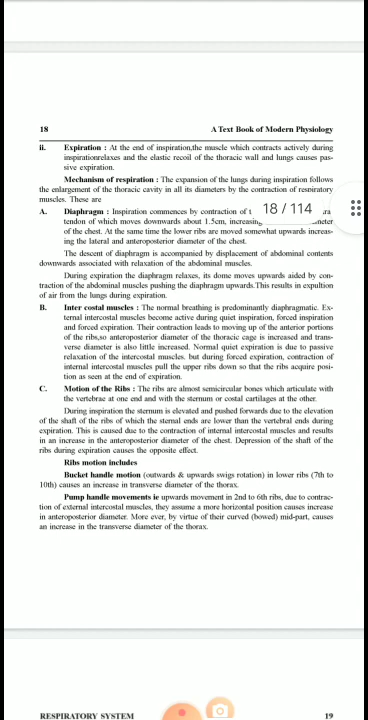 18 A Text Book of Modern Physiology
ii. Expiration : At the end of inspiration,the muscle which contracts actively during
inspirationrelaxes and the elastic recoil of the thoracic wall and lungs causes pas-
sive expiration.
Mechanism of respiration : The expansion of the lungs during inspiration follows
the enlargement of the thoracic cavity in all its diameters by the contraction of respiratory
muscles. These are
A. Diaphragm : Inspiration commences by contraction of
tendon of which moves downwards about 1.5cm,
18 / 114
of the chest. At the same time the lower ribs are moved somewhat upwards increas-
ing the lateral and anteroposterior diameter of the chest.
The descent of diaphragm is accompanied by displacement of abdominal contents
downwards associated with relaxation of the abdominal muscles.
During expiration the diaphragm relaxes, its dome moves upwards aided by con-
traction of the abdominal muscles pushing the diaphragm upwards.This results in expultion
of air from the lungs during expiration.
B. Inter costal muscles : The normal breathing is predominantly diaphragmatic. Ex-
ternal intercostal muscles become active during quiet inspiration, forced inspiration
and forced expiration. Their contraction leads to moving up of the anterior portions
of the ribs,so anteroposterior diameter of the thoracic cage is increased and trans-
verse diameter is also little increased. Normal quiet expiration is due to passive
relaxation of the intercostal muscles. but during forced expiration, contraction of
internal intercostal muscles pull the upper ribs down so that the ribs acquire posi-
tion as seen at the end of expiration.
C. Motion of the Ribs : The ribs are almost semicircular bones which articulate with
the vertebrae at one end and with the sternum or costal cartilages at the other.
During inspiration the sternum is elevated and pushed forwards due to the elevation
of the shaft of the ribs of which the sternal ends are lower than the vertebral ends during
expiration. This is caused due to the contraction of internal intercostal muscles and results
in an increase in the anteroposterior diameter of the chest. Depression of the shaft of the
ribs during expiration causes the opposite effect.
Ribs motion includes
Bucket handle motion (outwards & upwards swigs rotation) in lower ribs (7th to
10th) causes an increase in transverse diameter of the thorax.
Pump handle movements ie upwards movement in 2nd to 6th ribs, due to contrac-
tion of external intercostal muscles, they assume a more horizontal position causes increase
in anteroposterior diameter. More ever, by virtue of their curved (bowed) mid-part, causes
an increase in the transverse diameter of the thorax.
RESPIRATORY SYSTEM 19